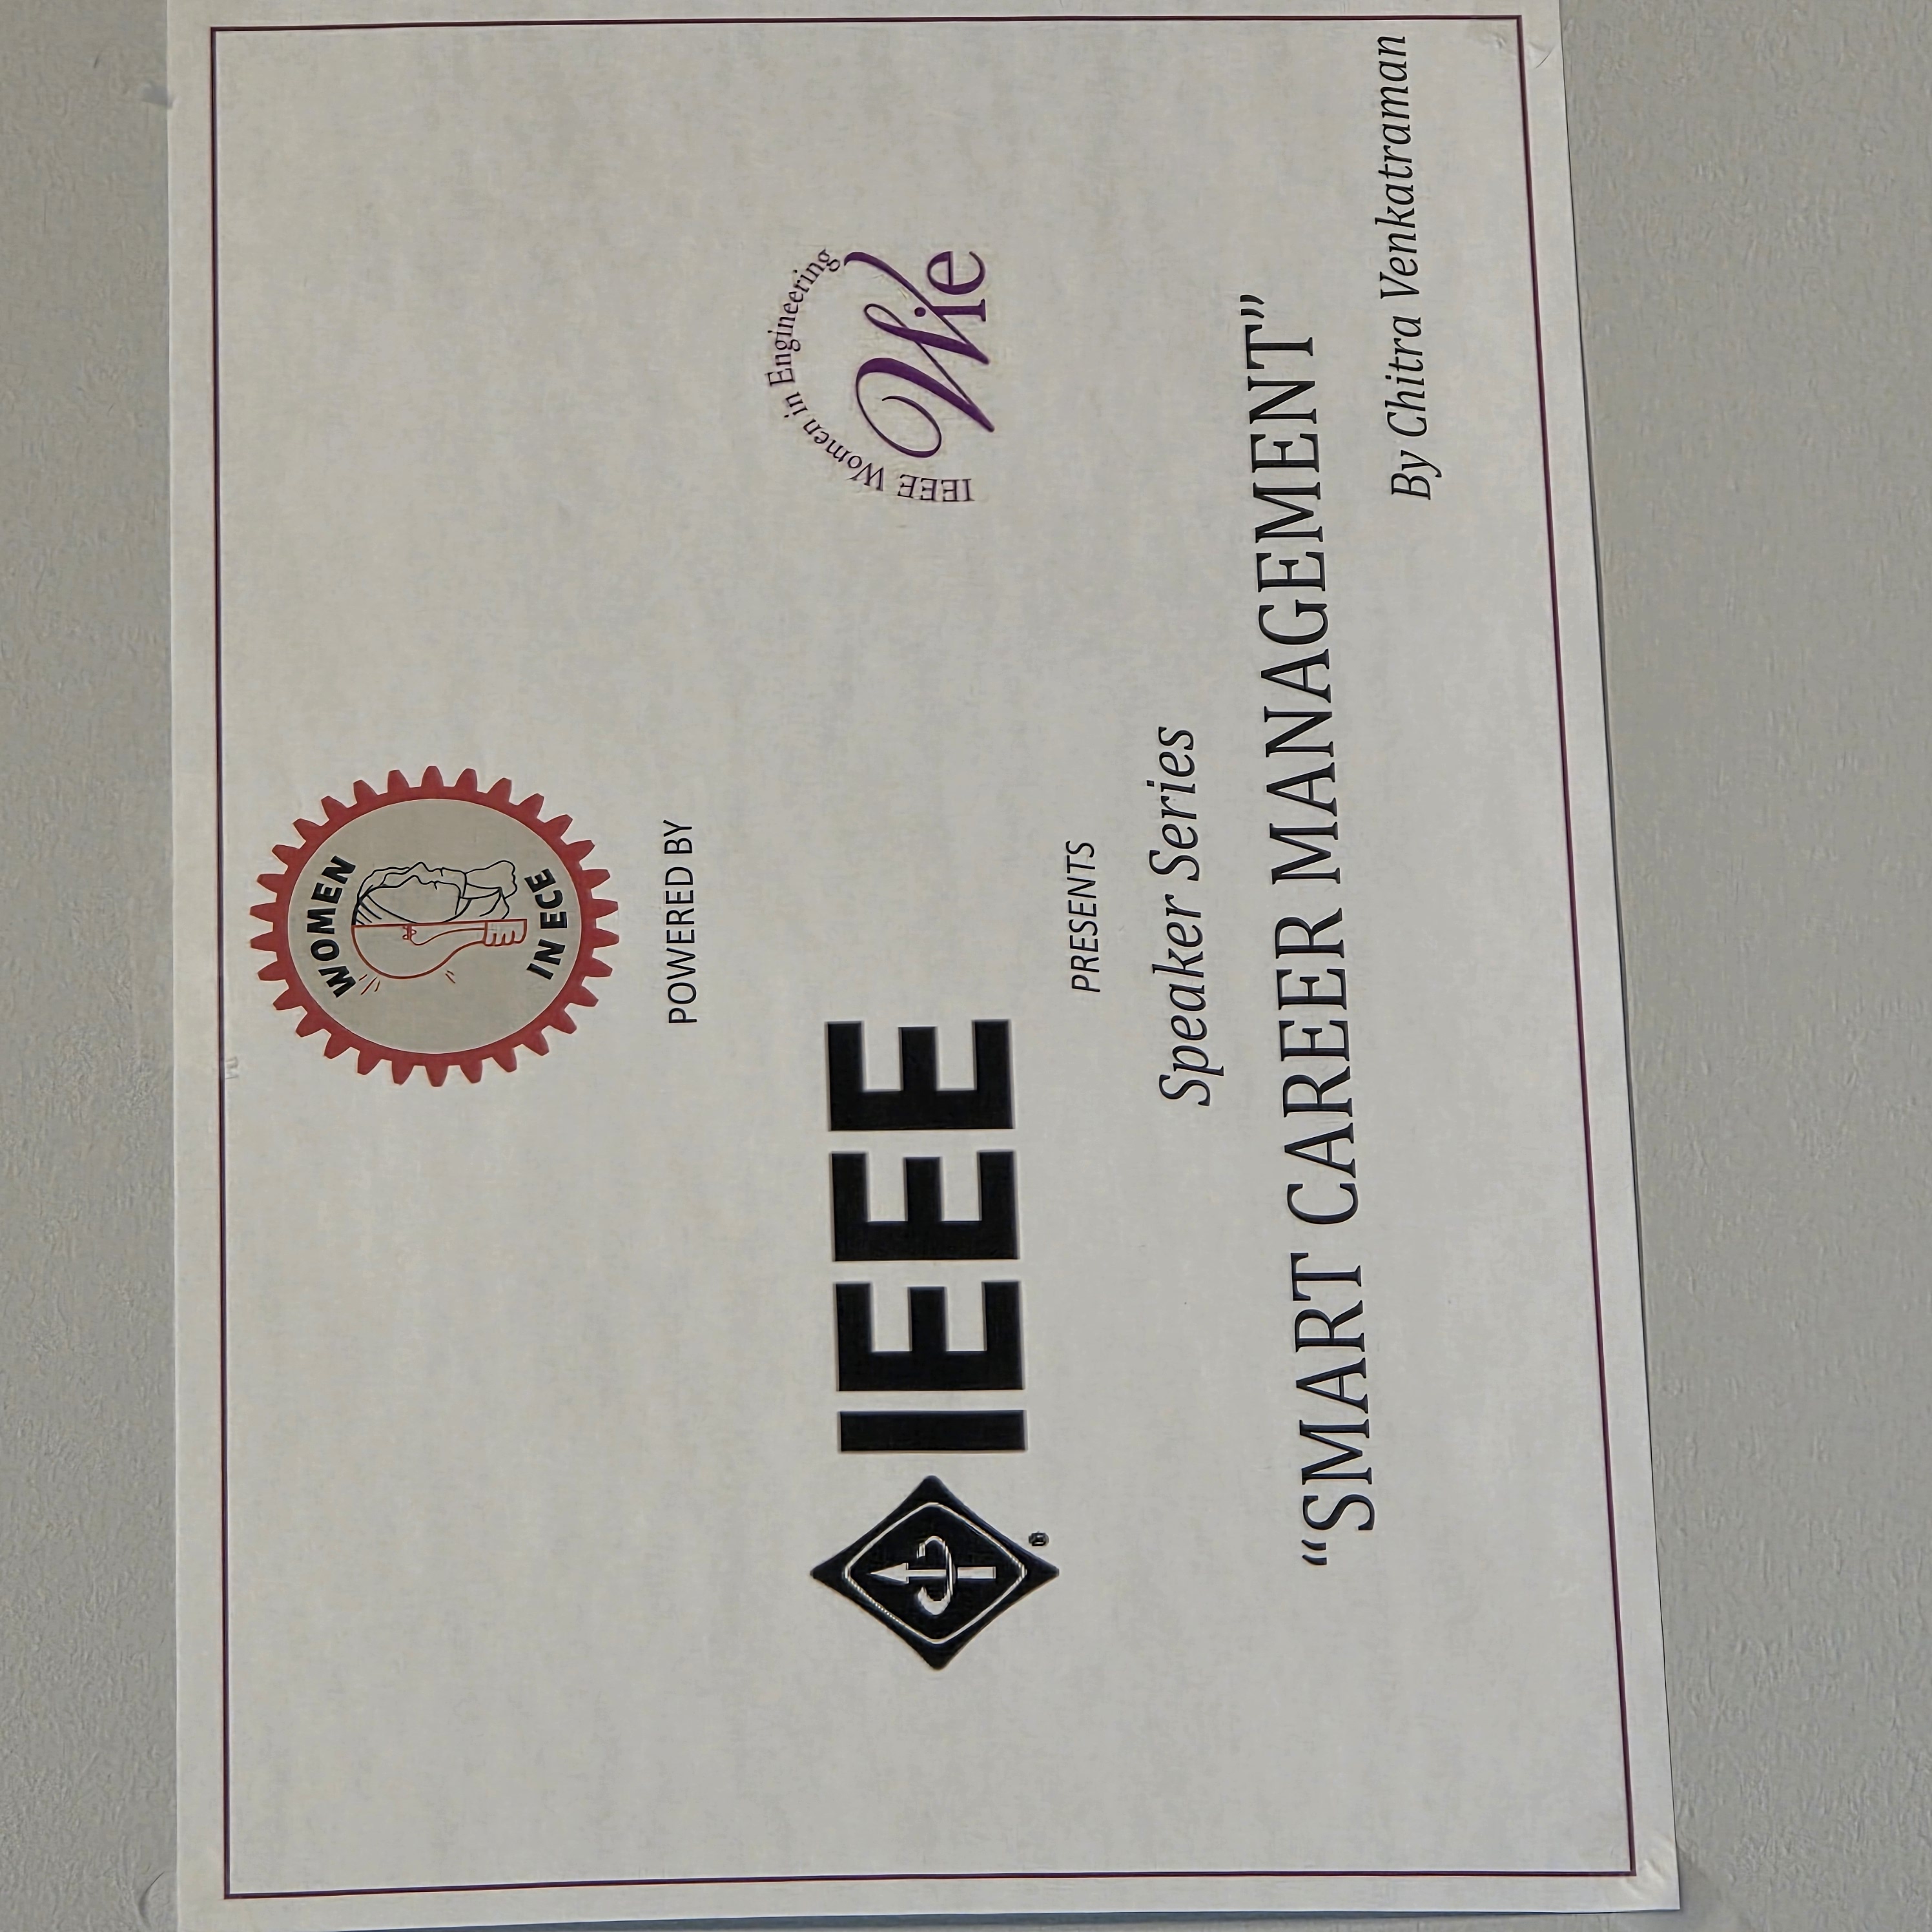 WOMEN
IN ECE
POWERED BY
IEEE
®
IEEE Women in Engineering
Wie
PRESENTS
Speaker Series
“SMART CAREER MANAGEMENT”
By Chitra Venkatraman